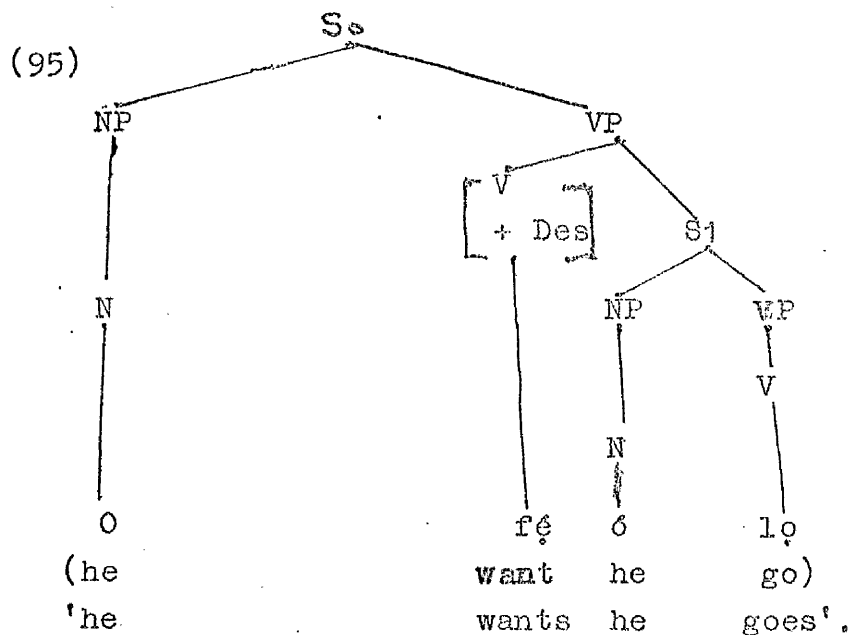 So
(95)
NP VP
V
[+ Des] S1
N NP VP
V
N
O fẹ́ ó lọ
(he want he go)
'he wants he goes'.